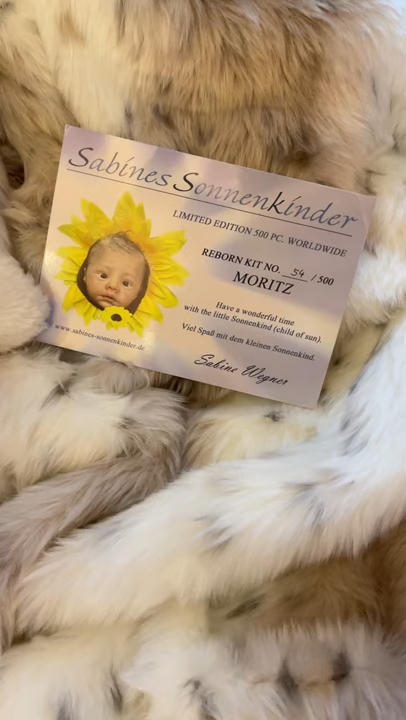 Sabines Sonnenkinder
LIMITED EDITION 500 PC. WORLDWIDE
REBORN KIT NO. 54 / 500
MORITZ
Have a wonderful time
with the little Sonnenkind (child of sun).
Viel Spaß mit dem kleinen Sonnenkind.
www.sabines-sonnenkinder.de
Sabine Wegner